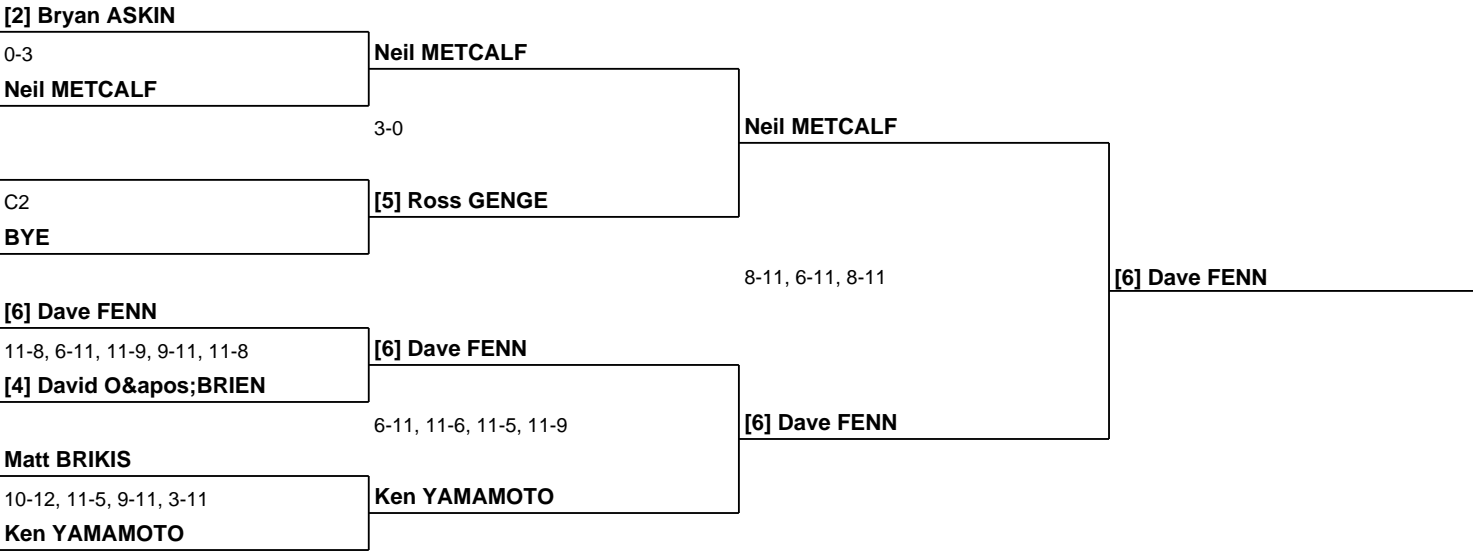 [2] Bryan ASKIN
0-3
Neil METCALF
C2
BYE
[6] Dave FENN
11-8, 6-11, 11-9, 9-11, 11-8
[4] David O&apos;BRIEN
Matt BRIKIS
10-12, 11-5, 9-11, 3-11
Ken YAMAMOTO
Neil METCALF
3-0
[5] Ross GENGE
[6] Dave FENN
6-11, 11-6, 11-5, 11-9
Ken YAMAMOTO
Neil METCALF
8-11, 6-11, 8-11
[6] Dave FENN
[6] Dave FENN